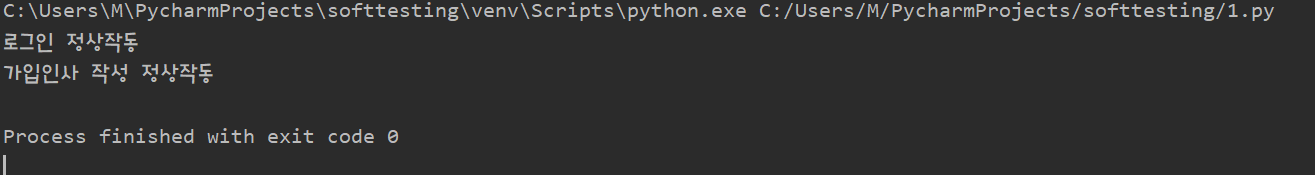 C:\Users\M\PycharmProjects\softtesting\venv\Scripts\python.exe C:/Users/M/PycharmProjects/softtesting/1.py
로그인 정상작동
가입인사 작성 정상작동
Process finished with exit code 0